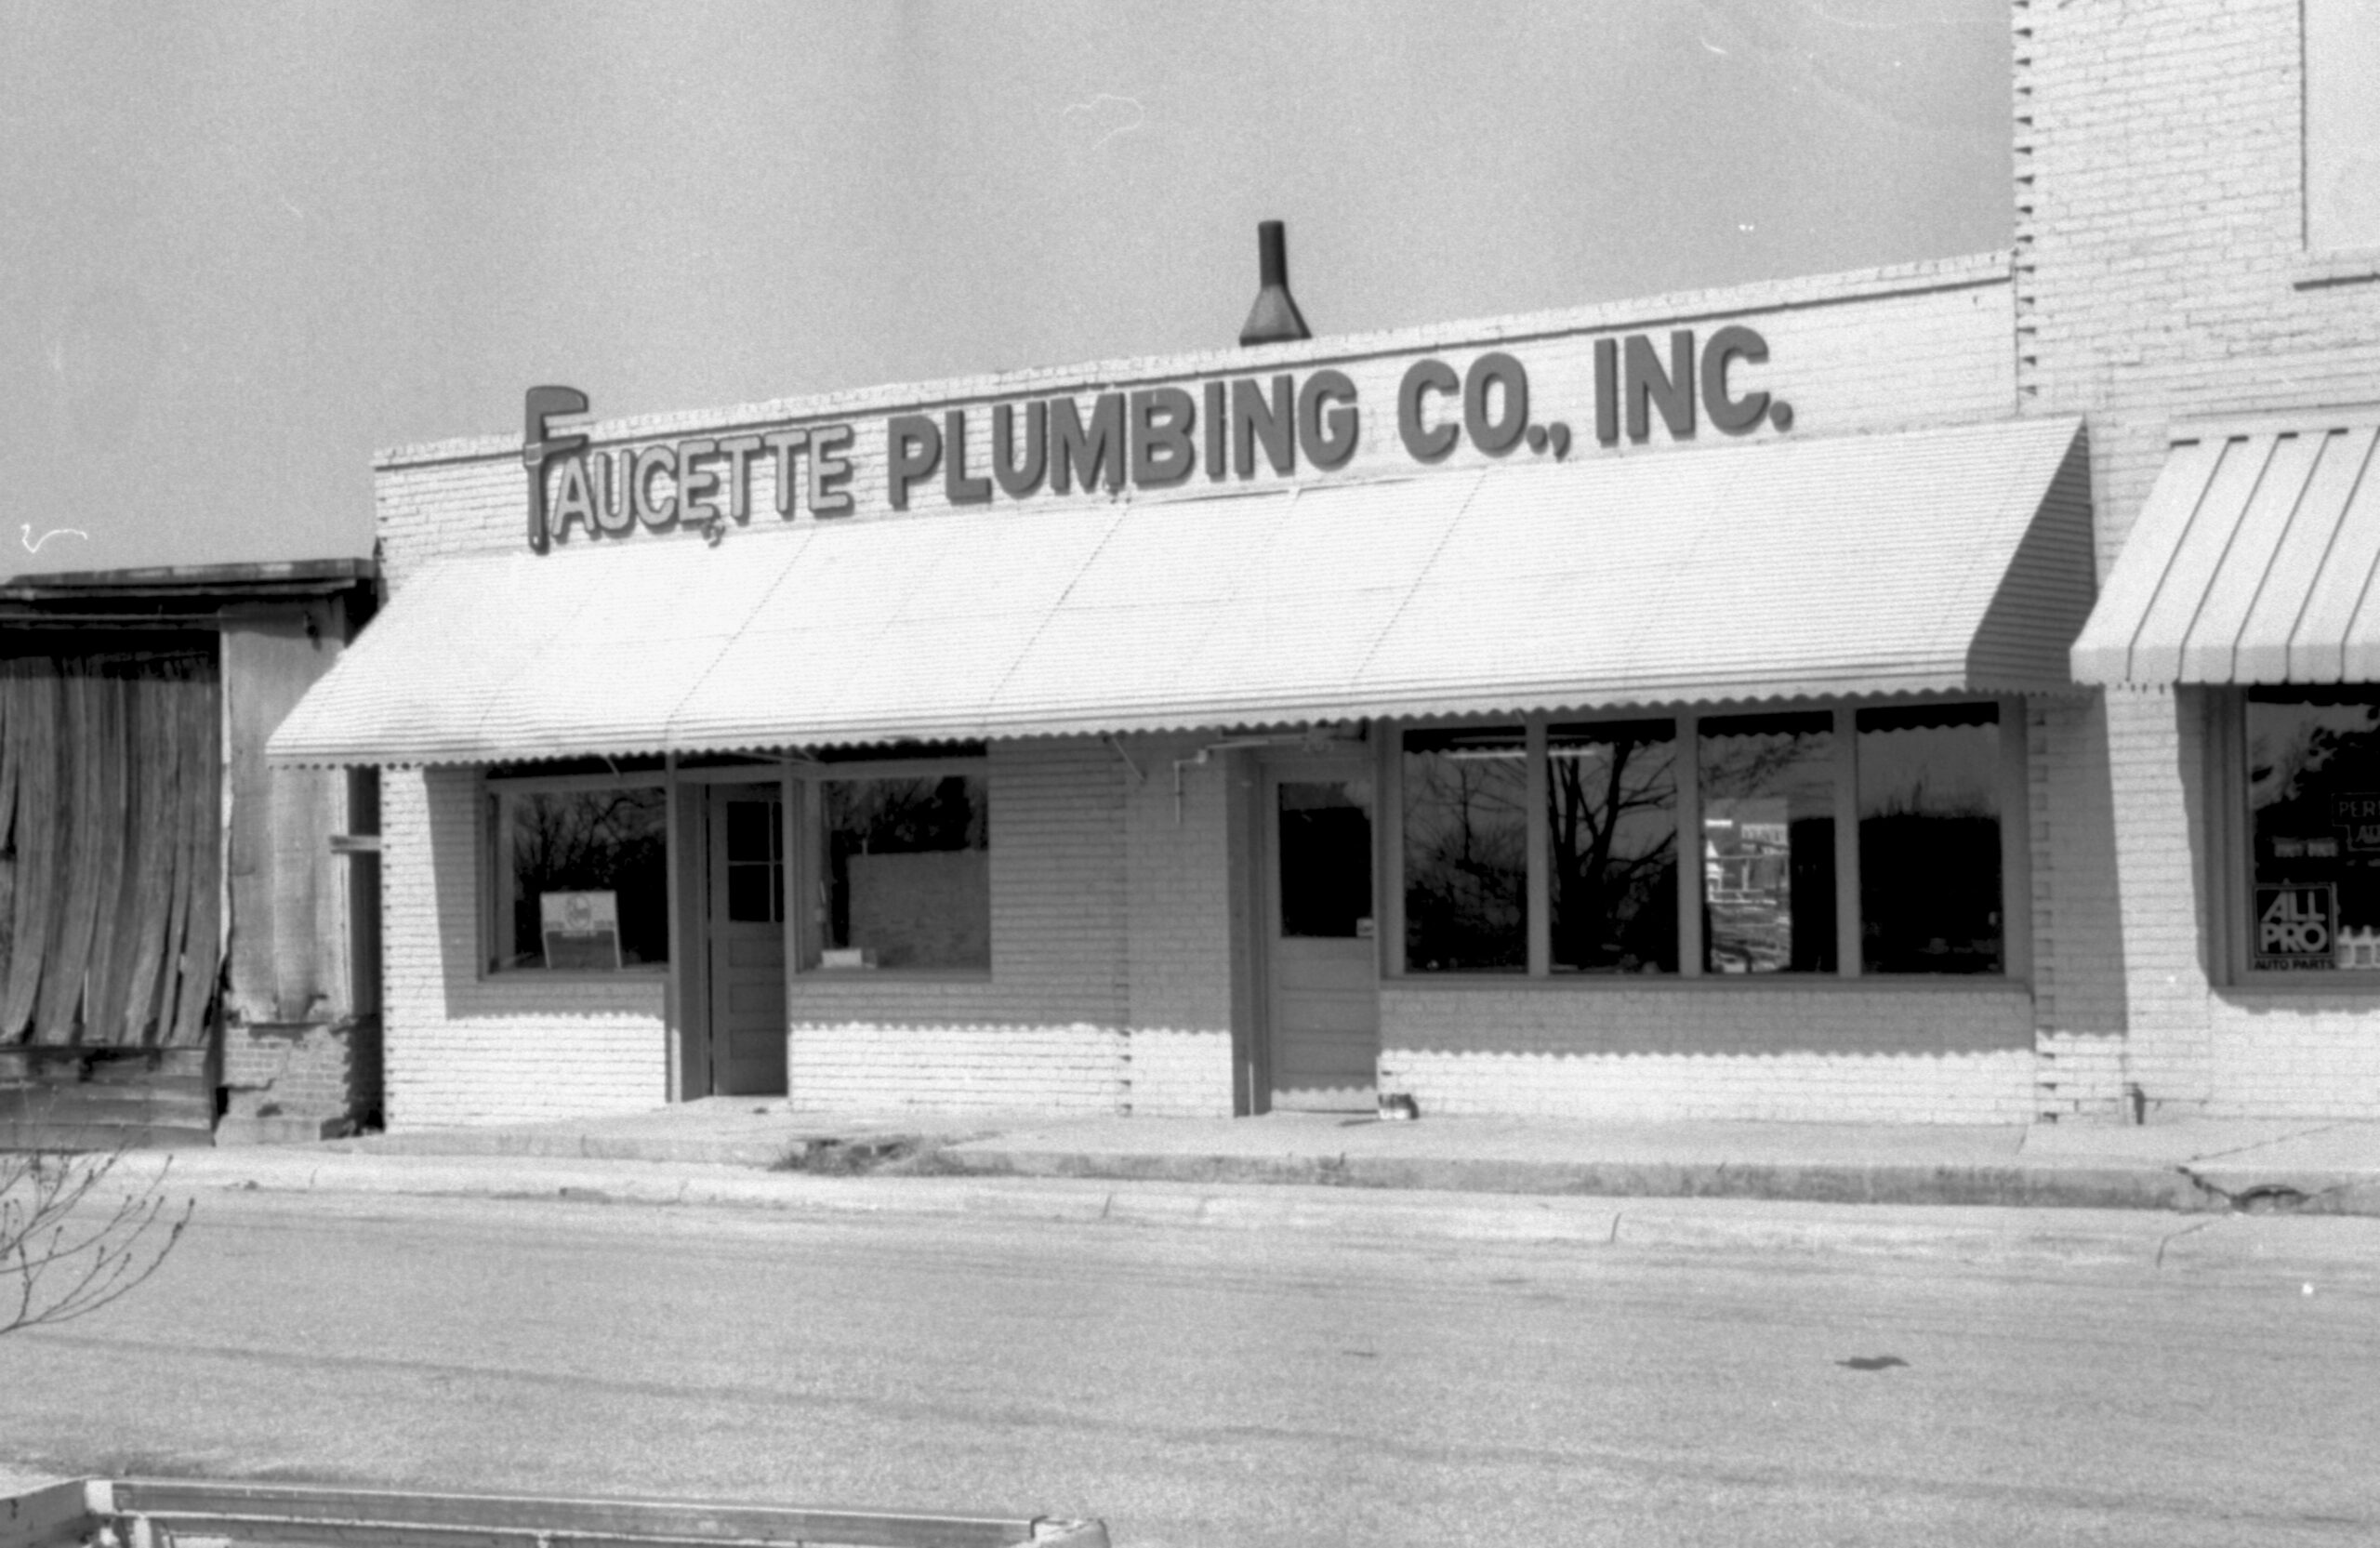 FAUCETTE PLUMBING CO., INC.
ALL
PRO
AUTO PARTS